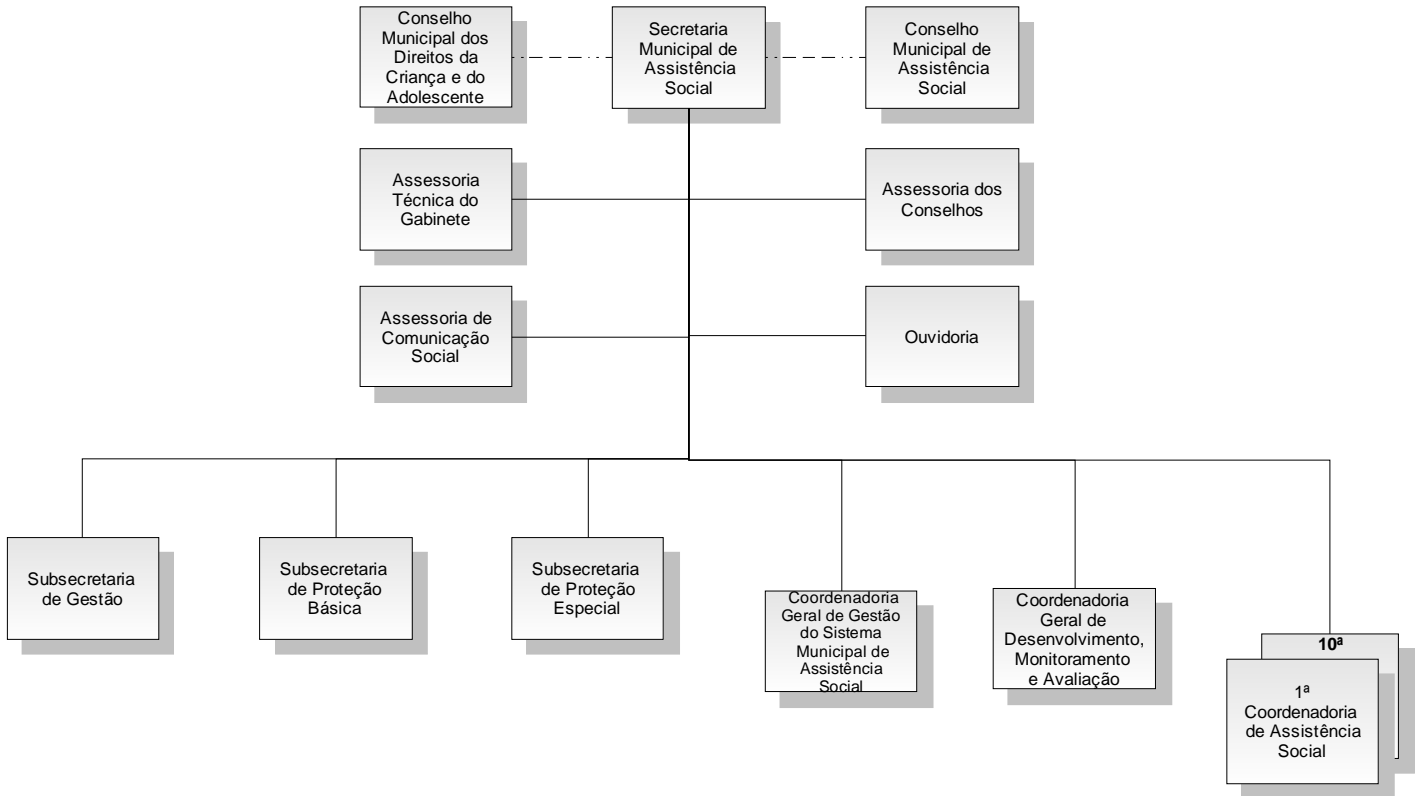 Conselho
Municipal dos
Direitos da
Criança e do
Adolescente
Secretaria
Municipal de
Assistência
Social
Conselho
Municipal de
Assistência
Social
Assessoria
Técnica do
Gabinete
Assessoria dos
Conselhos
Assessoria de
Comunicação
Social
Ouvidoria
Subsecretaria
de Gestão
Subsecretaria
de Proteção
Básica
Subsecretaria
de Proteção
Especial
Coordenadoria
Geral de Gestão
do Sistema
Municipal de
Assistência
Social
Coordenadoria
Geral de
Desenvolvimento,
Monitoramento
e Avaliação
10ª
1ª
Coordenadoria
de Assistência
Social